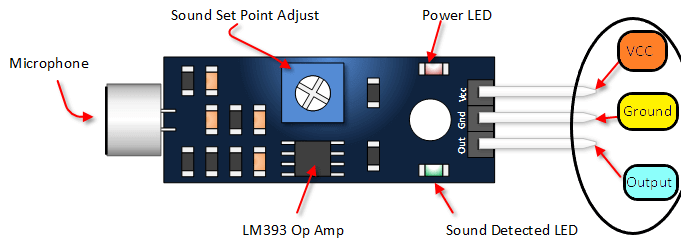 Sound Set Point Adjust
Power LED
Microphone
VCC
Vcc
Ground
Gnd
Out
Output
LM393 Op Amp
Sound Detected LED